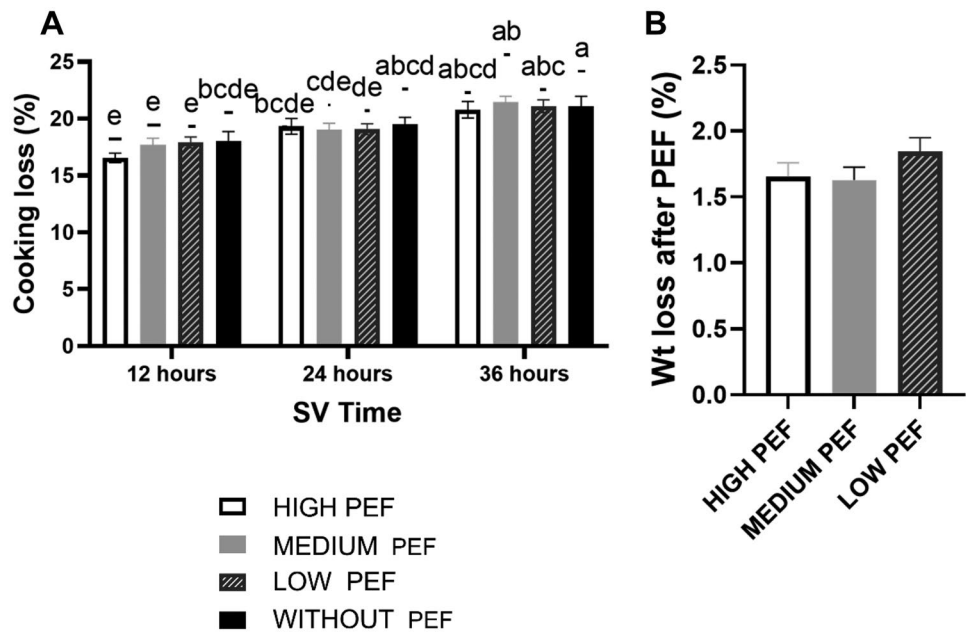 A
Cooking loss (%)
25
20
15
10
5
0
e
e
e
bcde
bcde
cde
de
abcd
abcd
ab
abc
a
12 hours
24 hours
36 hours
SV Time
B
Wt loss after PEF (%)
2.5
2.0
1.5
1.0
0.5
0.0
HIGH PEF
MEDIUM PEF
LOW PEF
HIGH PEF
MEDIUM PEF
LOW PEF
WITHOUT PEF